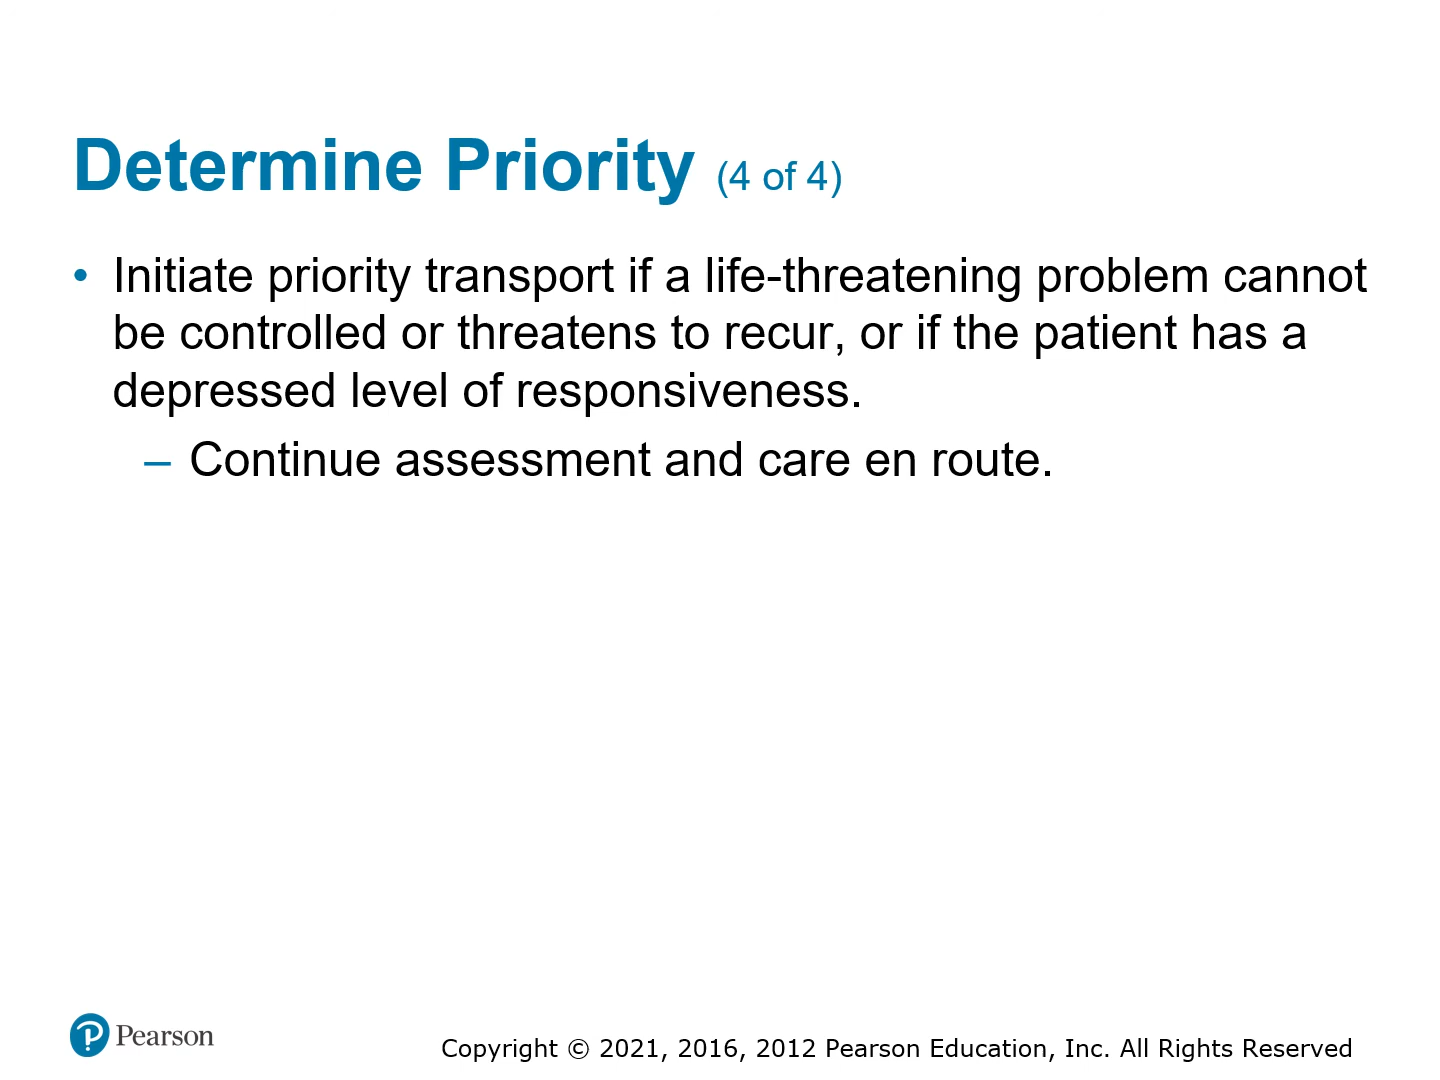 Determine Priority (4 of 4)
• Initiate priority transport if a life-threatening problem cannot
be controlled or threatens to recur, or if the patient has a
depressed level of responsiveness.
– Continue assessment and care en route.
Pearson
Copyright © 2021, 2016, 2012 Pearson Education, Inc. All Rights Reserved